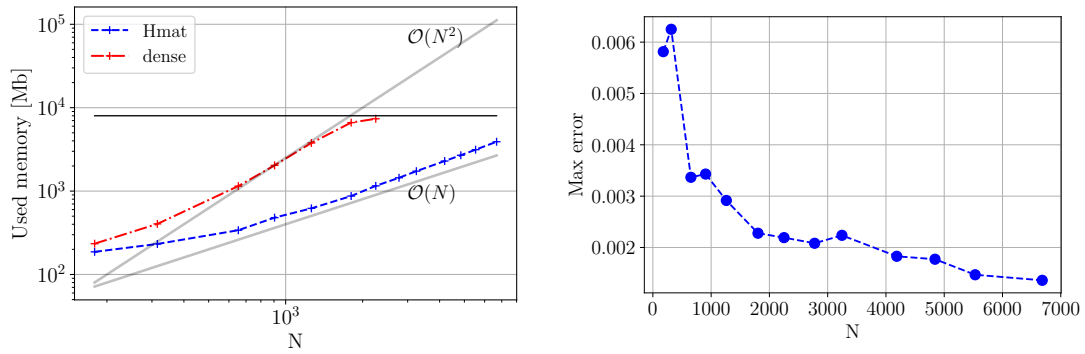 10^5
10^4
10^3
10^2
Used memory [Mb]
Hmat
dense
O(N^2)
O(N)
10^3
N
0.006
0.005
0.004
0.003
0.002
Max error
0 1000 2000 3000 4000 5000 6000 7000
N